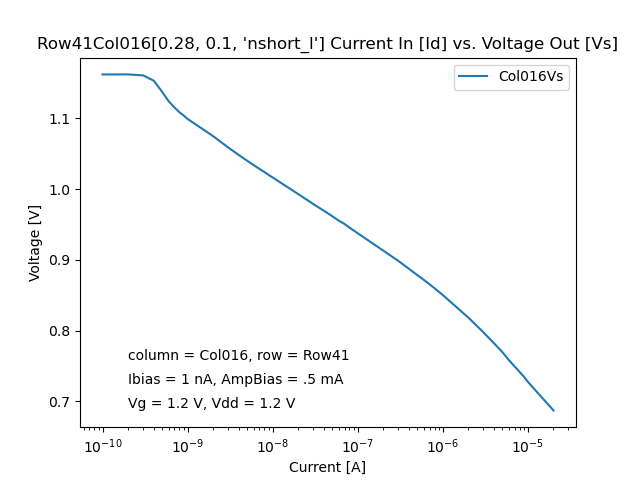 Row41Col016[0.28, 0.1, 'nshort_l'] Current In [Id] vs. Voltage Out [Vs]
Col016Vs
1.1
1.0
0.9
0.8
0.7
Voltage [V]
column = Col016, row = Row41
Ibias = 1 nA, AmpBias = .5 mA
Vg = 1.2 V, Vdd = 1.2 V
10⁻¹⁰ 10⁻⁹ 10⁻⁸ 10⁻⁷ 10⁻⁶ 10⁻⁵
Current [A]